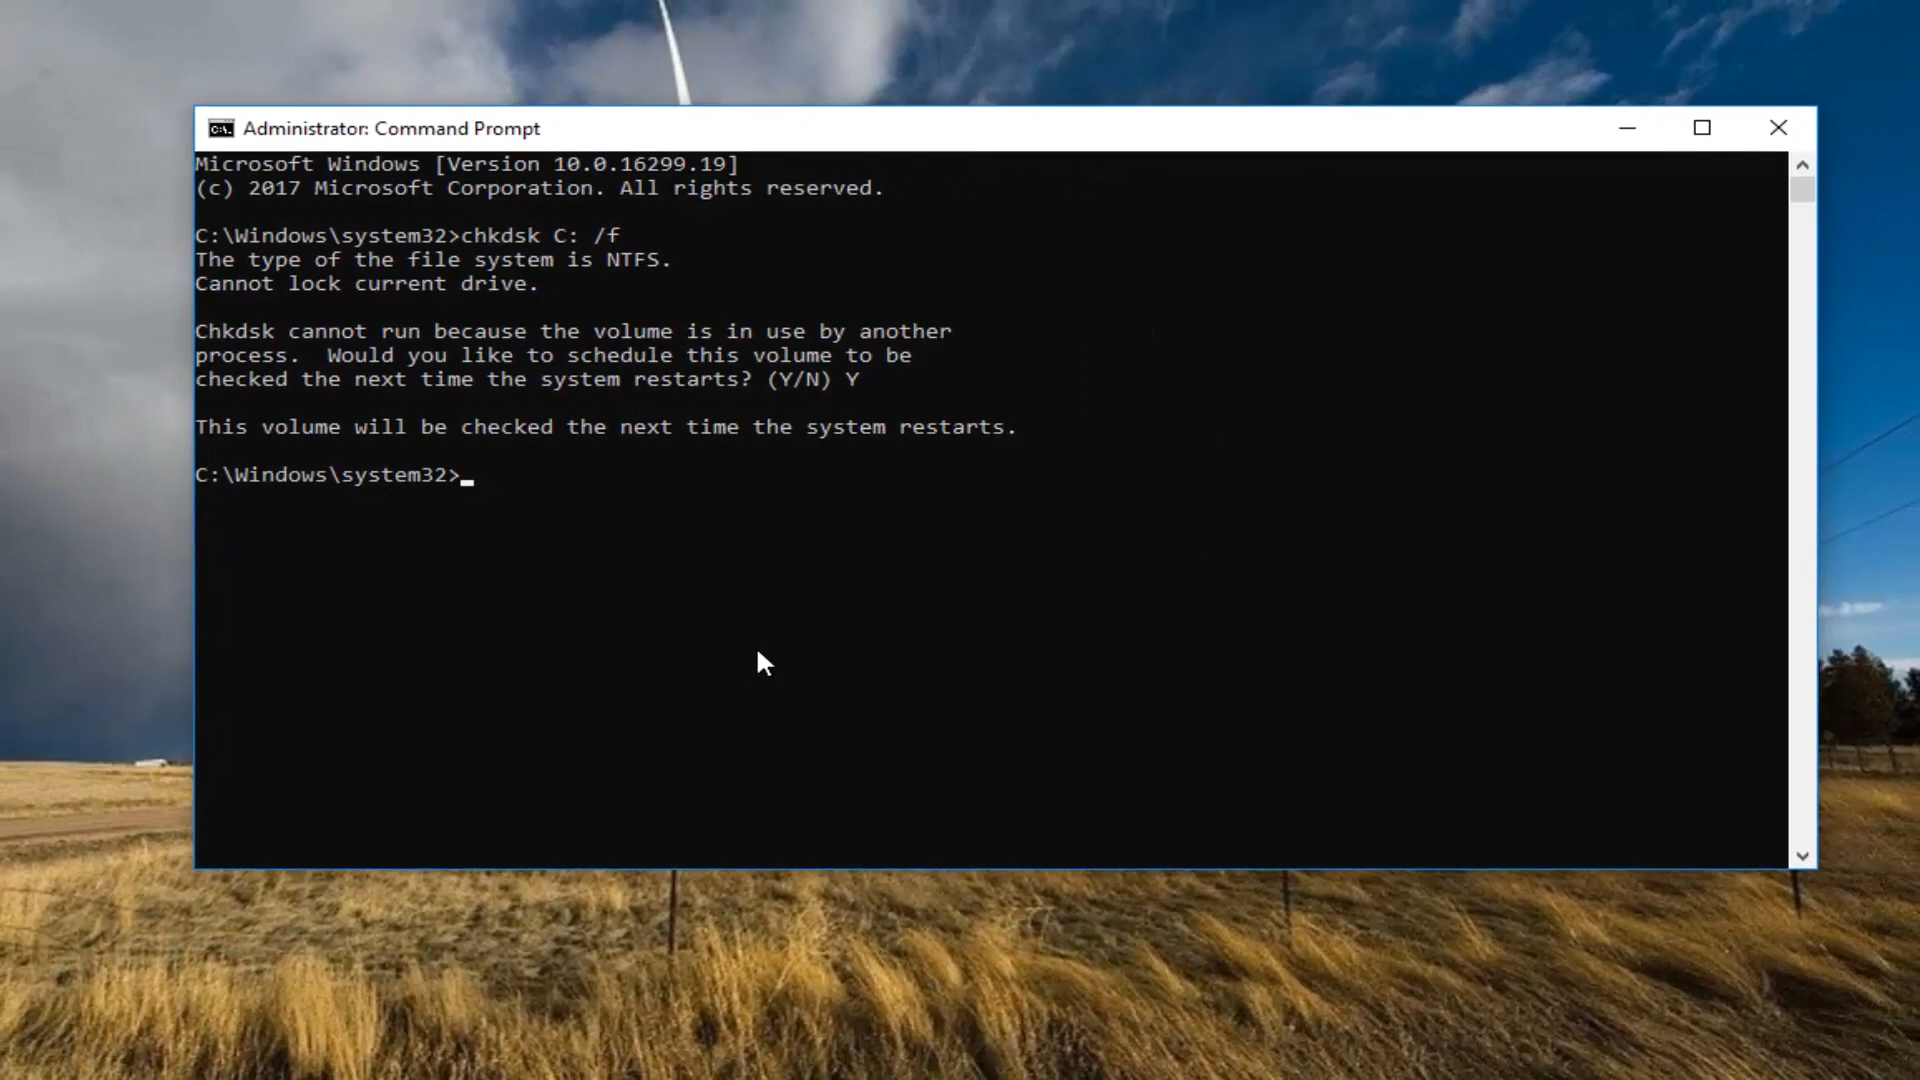 Administrator: Command Prompt
Microsoft Windows [Version 10.0.16299.19]
(c) 2017 Microsoft Corporation. All rights reserved.
C:\Windows\system32>chkdsk C: /f
The type of the file system is NTFS.
Cannot lock current drive.
Chkdsk cannot run because the volume is in use by another
process.  Would you like to schedule this volume to be
checked the next time the system restarts? (Y/N) Y
This volume will be checked the next time the system restarts.
C:\Windows\system32>